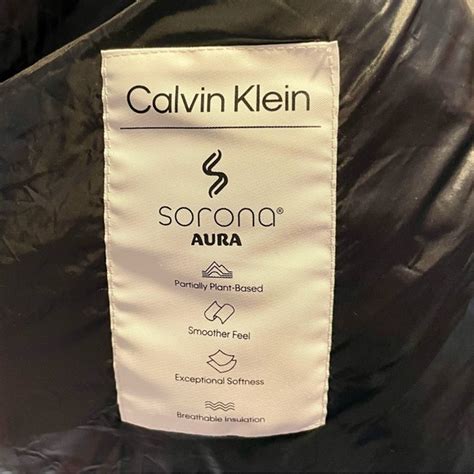 Calvin Klein
sorona®
AURA
Partially Plant-Based
Smoother Feel
Exceptional Softness
Breathable Insulation